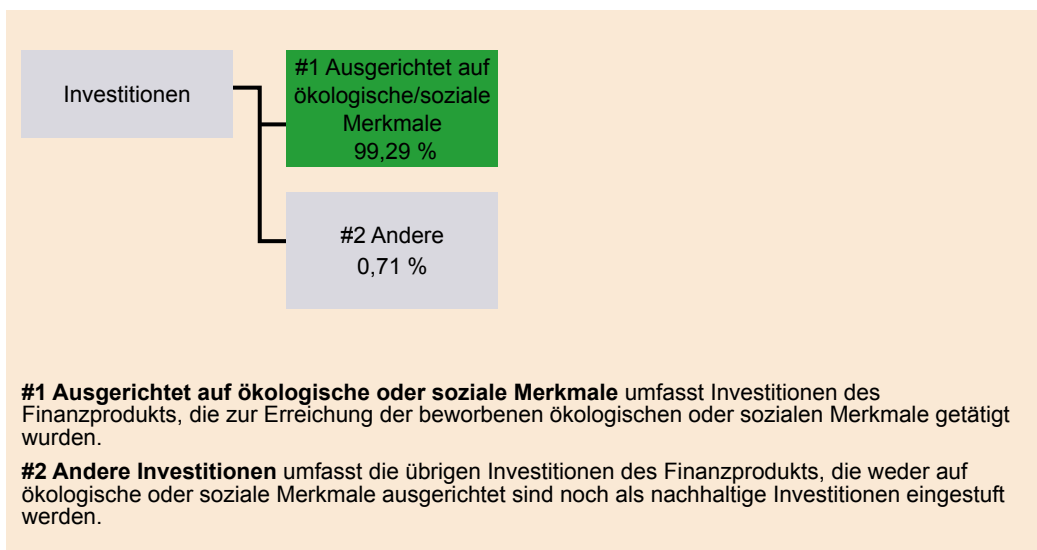 Investitionen
#1 Ausgerichtet auf
ökologische/soziale
Merkmale
99,29 %
#2 Andere
0,71 %
#1 Ausgerichtet auf ökologische oder soziale Merkmale umfasst Investitionen des
Finanzprodukts, die zur Erreichung der beworbenen ökologischen oder sozialen Merkmale getätigt
wurden.
#2 Andere Investitionen umfasst die übrigen Investitionen des Finanzprodukts, die weder auf
ökologische oder soziale Merkmale ausgerichtet sind noch als nachhaltige Investitionen eingestuft
werden.